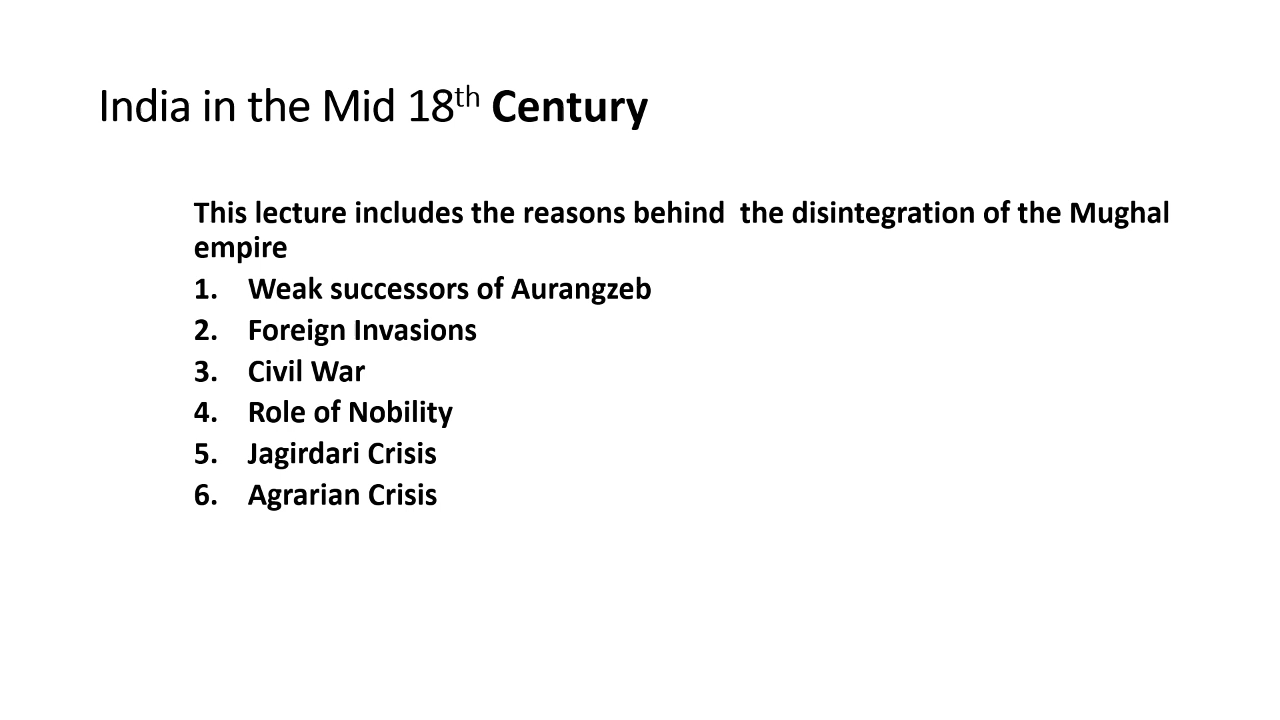 India in the Mid 18th Century
This lecture includes the reasons behind  the disintegration of the Mughal
empire
1. Weak successors of Aurangzeb
2. Foreign Invasions
3. Civil War
4. Role of Nobility
5. Jagirdari Crisis
6. Agrarian Crisis